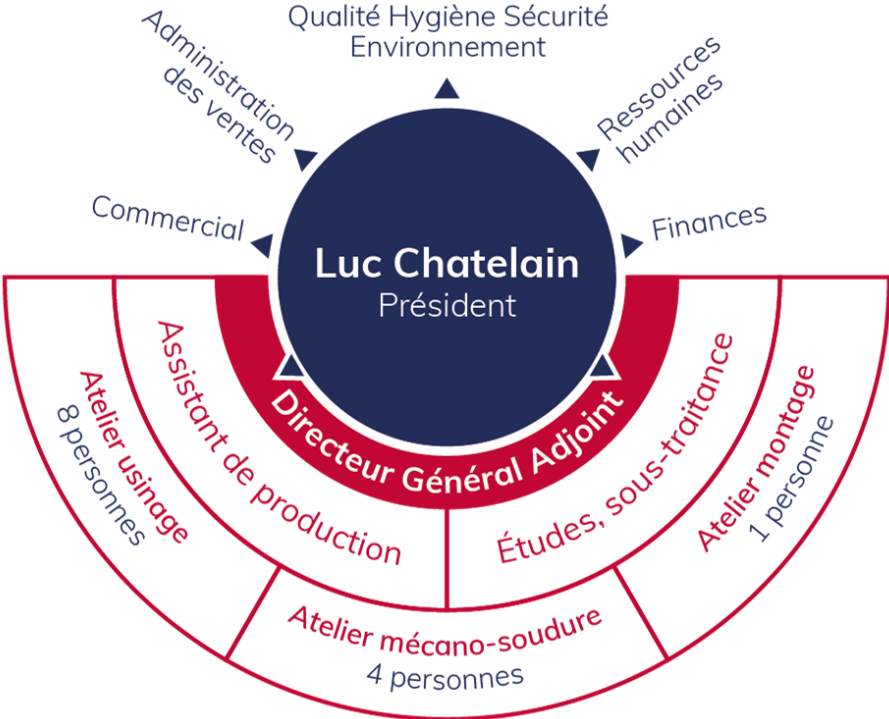 Qualité Hygiène Sécurité
Environnement
Administration
des ventes
Ressources
humaines
Commercial
Finances
Luc Chatelain
Président
Directeur Général Adjoint
Assistant de production
Études, sous-traitance
Atelier usinage
8 personnes
Atelier mécano-soudure
4 personnes
Atelier montage
1 personne